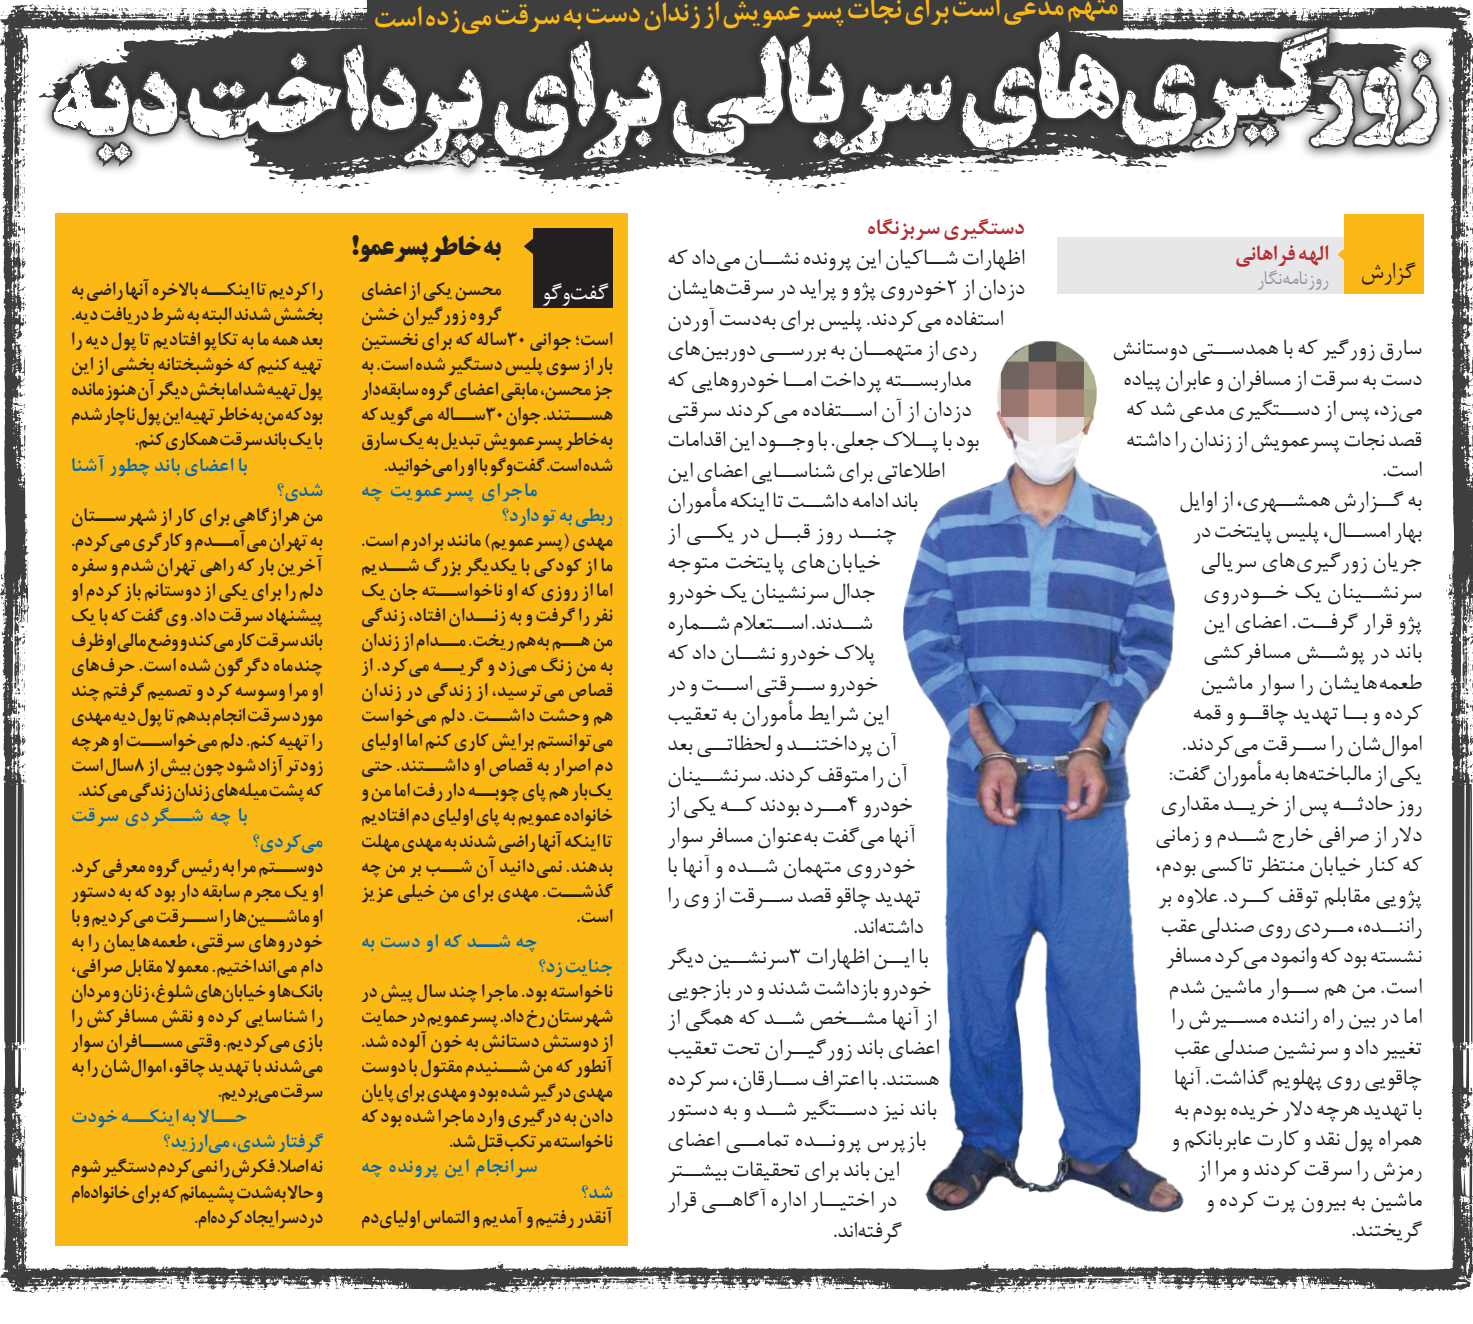 متهم مدعی است برای نجات پسرعمویش از زندان دست به سرقت می‌زده است
زورگیری‌های سریالی برای پرداخت دیه
گزارش
الهه فراهانی
روزنامه‌نگار
سارق زورگیر که با همدستی دوستانش
دست به سرقت از مسافران و عابران پیاده
می‌زد، پس از دستگیری مدعی شد که
قصد نجات پسرعمویش از زندان را داشته
است.
به گزارش همشهری، از اوایل
بهار امسال، پلیس پایتخت در
جریان زورگیری‌های سریالی
سرنشینان یک خودروی
پژو قرار گرفت. اعضای این
باند در پوشش مسافرکشی
طعمه‌هایشان را سوار ماشین
کرده و با تهدید چاقو و قمه
اموال‌شان را سرقت می‌کردند.
یکی از مالباخته‌ها به مأموران گفت:
روز حادثه پس از خرید مقداری
دلار از صرافی خارج شدم و زمانی
که کنار خیابان منتظر تاکسی بودم،
پژویی مقابلم توقف کرد. علاوه بر
راننده، مردی روی صندلی عقب
نشسته بود که وانمود می‌کرد مسافر
است. من هم سوار ماشین شدم
اما در بین راه راننده مسیرش را
تغییر داد و سرنشین صندلی عقب
چاقویی روی پهلویم گذاشت. آنها
با تهدید هرچه دلار خریده بودم به
همراه پول نقد و کارت عابربانکم و
رمزش را سرقت کردند و مرا از
ماشین به بیرون پرت کرده و
گریختند.
دستگیری سربزنگاه
اظهارات شاکیان این پرونده نشان می‌داد که
دزدان از ۲خودروی پژو و پراید در سرقت‌هایشان
استفاده می‌کردند. پلیس برای به‌دست آوردن
ردی از متهمان به بررسی دوربین‌های
مداربسته پرداخت اما خودروهایی که
دزدان از آن استفاده می‌کردند سرقتی
بود با پلاک جعلی. با وجود این اقدامات
اطلاعاتی برای شناسایی اعضای این
باند ادامه داشت تا اینکه مأموران
چند روز قبل در یکی از
خیابان‌های پایتخت متوجه
جدال سرنشینان یک خودرو
شدند. استعلام شماره
پلاک خودرو نشان داد که
خودرو سرقتی است و در
این شرایط مأموران به تعقیب
آن پرداختند و لحظاتی بعد
آن را متوقف کردند. سرنشینان
خودرو ۴مرد بودند که یکی از
آنها می‌گفت به‌عنوان مسافر سوار
خودروی متهمان شده و آنها با
تهدید چاقو قصد سرقت از وی را
داشته‌اند.
با این اظهارات ۳سرنشین دیگر
خودرو بازداشت شدند و در بازجویی
از آنها مشخص شد که همگی از
اعضای باند زورگیران تحت تعقیب
هستند. با اعتراف سارقان، سرکرده
باند نیز دستگیر شد و به دستور
بازپرس پرونده تمامی اعضای
این باند برای تحقیقات بیشتر
در اختیار اداره آگاهی قرار
گرفته‌اند.
گفت‌وگو
به خاطر پسرعمو!
محسن یکی از اعضای
گروه زورگیران خشن
است؛ جوانی ۳۰ساله که برای نخستین
بار از سوی پلیس دستگیر شده است. به
جز محسن، مابقی اعضای گروه سابقه‌دار
هستند. جوان ۳۰ساله می‌گوید که
به‌خاطر پسرعمویش تبدیل به یک سارق
شده است. گفت‌وگو با او را می‌خوانید.
ماجرای پسرعمویت چه
ربطی به تو دارد؟
مهدی (پسرعمویم) مانند برادرم است.
ما از کودکی با یکدیگر بزرگ شدیم
اما از روزی که او ناخواسته جان یک
نفر را گرفت و به زندان افتاد، زندگی
من هم به‌هم ریخت. مدام از زندان
به من زنگ می‌زد و گریه می‌کرد. از
قصاص می‌ترسید، از زندگی در زندان
هم وحشت داشت. دلم می‌خواست
می‌توانستم برایش کاری کنم اما اولیای
دم اصرار به قصاص او داشتند. حتی
یک‌بار هم پای چوبه دار رفت اما من و
خانواده عمویم به پای اولیای دم افتادیم
تا اینکه آنها راضی شدند به مهدی مهلت
بدهند. نمی‌دانید آن شب بر من چه
گذشت. مهدی برای من خیلی عزیز
است.
چه شد که او دست به
جنایت زد؟
ناخواسته بود. ماجرا چند سال پیش در
شهرستان رخ داد. پسرعمویم در حمایت
از دوستش دستانش به خون آلوده شد.
آنطور که من شنیدم مقتول با دوست
مهدی درگیر شده بود و مهدی برای پایان
دادن به درگیری وارد ماجرا شده بود که
ناخواسته مرتکب قتل شد.
سرانجام این پرونده چه
شد؟
آنقدر رفتیم و آمدیم و التماس اولیای‌دم
را کردیم تا اینکه بالاخره آنها راضی به
بخشش شدند البته به شرط دریافت دیه.
بعد همه ما به تکاپو افتادیم تا پول دیه را
تهیه کنیم که خوشبختانه بخشی از این
پول تهیه شد اما بخش دیگر آن هنوز مانده
بود که من به خاطر تهیه این پول ناچار شدم
با یک باند سرقت همکاری کنم.
با اعضای باند چطور آشنا
شدی؟
من هرازگاهی برای کار از شهرستان
به تهران می‌آمدم و کارگری می‌کردم.
آخرین بار که راهی تهران شدم و سفره
دلم را برای یکی از دوستانم باز کردم او
پیشنهاد سرقت داد. وی گفت که با یک
باند سرقت کار می‌کند و وضع مالی او ظرف
چندماه دگرگون شده است. حرف‌های
او مرا وسوسه کرد و تصمیم گرفتم چند
مورد سرقت انجام بدهم تا پول دیه مهدی
را تهیه کنم. دلم می‌خواست او هرچه
زودتر آزاد شود چون بیش از ۸سال است
که پشت میله‌های زندان زندگی می‌کند.
با چه شگردی سرقت
می‌کردی؟
دوستم مرا به رئیس گروه معرفی کرد.
او یک مجرم سابقه دار بود که به دستور
او ماشین‌ها را سرقت می‌کردیم و با
خودروهای سرقتی، طعمه‌هایمان را به
دام می‌انداختیم. معمولا مقابل صرافی،
بانک‌ها و خیابان‌های شلوغ، زنان و مردان
را شناسایی کرده و نقش مسافرکش را
بازی می‌کردیم. وقتی مسافران سوار
می‌شدند با تهدید چاقو، اموال‌شان را به
سرقت می‌بردیم.
حالا به اینکه خودت
گرفتار شدی، می‌ارزید؟
نه اصلا. فکرش را نمی‌کردم دستگیر شوم
و حالا به‌شدت پشیمانم که برای خانواده‌ام
دردسر ایجاد کرده‌ام.